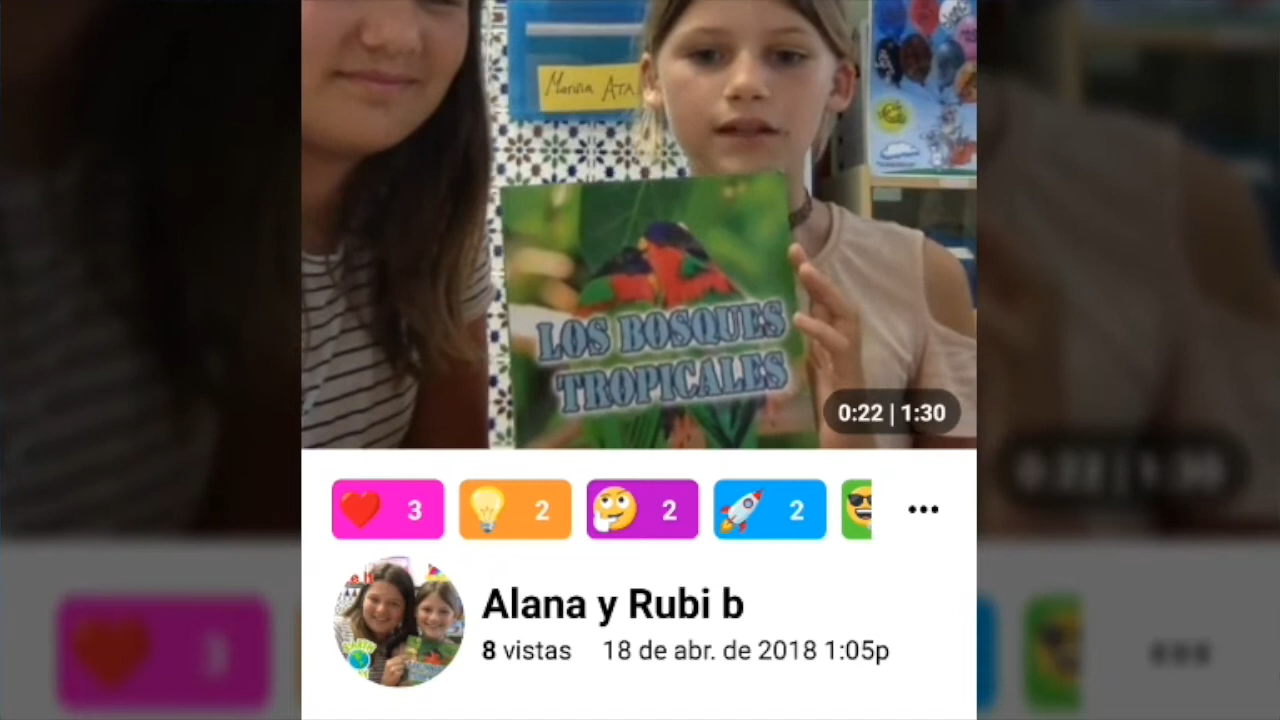 Marina
LOS BOSQUES
TROPICALES
0:22 | 1:30
3
2
2
2
Alana y Rubi b
8 vistas 18 de abr. de 2018 1:05p